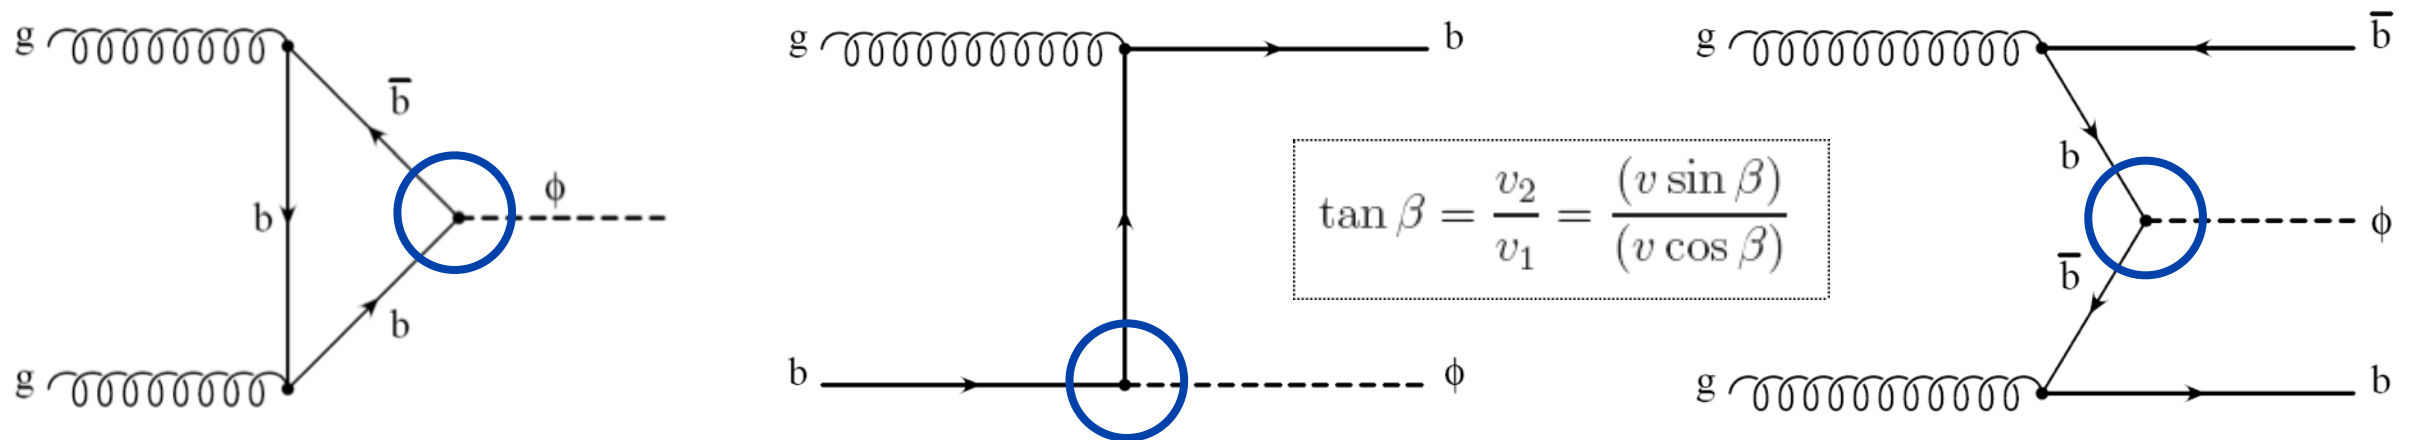 g
b̅
b
ϕ
b
g
g
b
b
ϕ
tan β = v₂/v₁ = (v sin β)/(v cos β)
g
b̅
b
b̅
ϕ
g
b